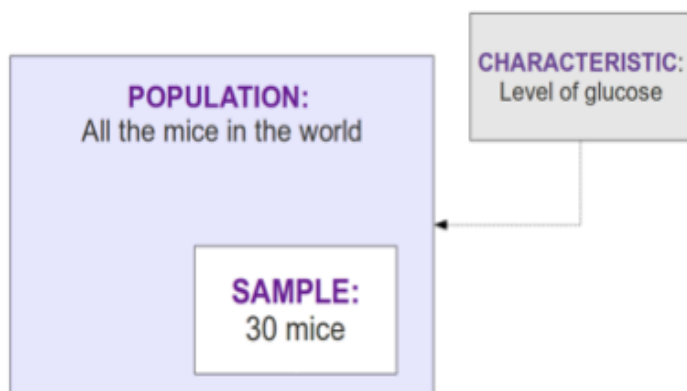 POPULATION:
All the mice in the world
CHARACTERISTIC:
Level of glucose
SAMPLE:
30 mice